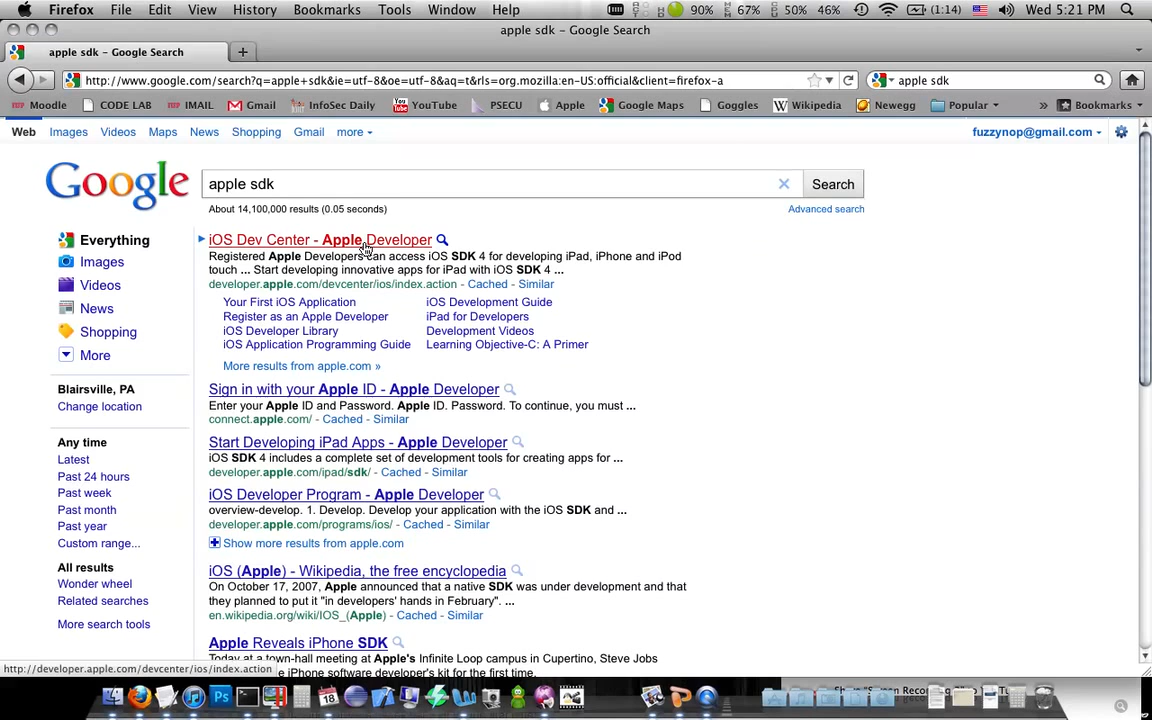 Firefox File Edit View History Bookmarks Tools Window Help 90% 67% 50% 46% (1:14) Wed 5:21 PM
apple sdk - Google Search
apple sdk - Google Search
http://www.google.com/search?q=apple+sdk&ie=utf-8&oe=utf-8&aq=t&rls=org.mozilla:en-US:official&client=firefox-a apple sdk
Moodle CODE LAB IMAIL Gmail InfoSec Daily YouTube PSECU Apple Google Maps Goggles Wikipedia Newegg Popular » Bookmarks
Web Images Videos Maps News Shopping Gmail more fuzzynop@gmail.com
Google apple sdk Search
About 14,100,000 results (0.05 seconds) Advanced search
Everything
Images
Videos
News
Shopping
More
Blairsville, PA
Change location
Any time
Latest
Past 24 hours
Past week
Past month
Past year
Custom range...
All results
Wonder wheel
Related searches
More search tools
iOS Dev Center - Apple Developer
Registered Apple Developers can access iOS SDK 4 for developing iPad, iPhone and iPod
touch ... Start developing innovative apps for iPad with iOS SDK 4 ...
developer.apple.com/devcenter/ios/index.action - Cached - Similar
Your First iOS Application iOS Development Guide
Register as an Apple Developer iPad for Developers
iOS Developer Library Development Videos
iOS Application Programming Guide Learning Objective-C: A Primer
More results from apple.com »
Sign in with your Apple ID - Apple Developer
Enter your Apple ID and Password. Apple ID. Password. To continue, you must ...
connect.apple.com/ - Cached - Similar
Start Developing iPad Apps - Apple Developer
iOS SDK 4 includes a complete set of development tools for creating apps for ...
developer.apple.com/ipad/sdk/ - Cached - Similar
iOS Developer Program - Apple Developer
overview-develop. 1. Develop. Develop your application with the iOS SDK and ...
developer.apple.com/programs/ios/ - Cached - Similar
Show more results from apple.com
iOS (Apple) - Wikipedia, the free encyclopedia
On October 17, 2007, Apple announced that a native SDK was under development and that
they planned to put it "in developers' hands in February". ...
en.wikipedia.org/wiki/IOS_(Apple) - Cached - Similar
Apple Reveals iPhone SDK
Today at a town-hall meeting at Apple's Infinite Loop campus in Cupertino, Steve Jobs
iPhone software developer's kit for the first time.
http://developer.apple.com/devcenter/ios/index.action
18